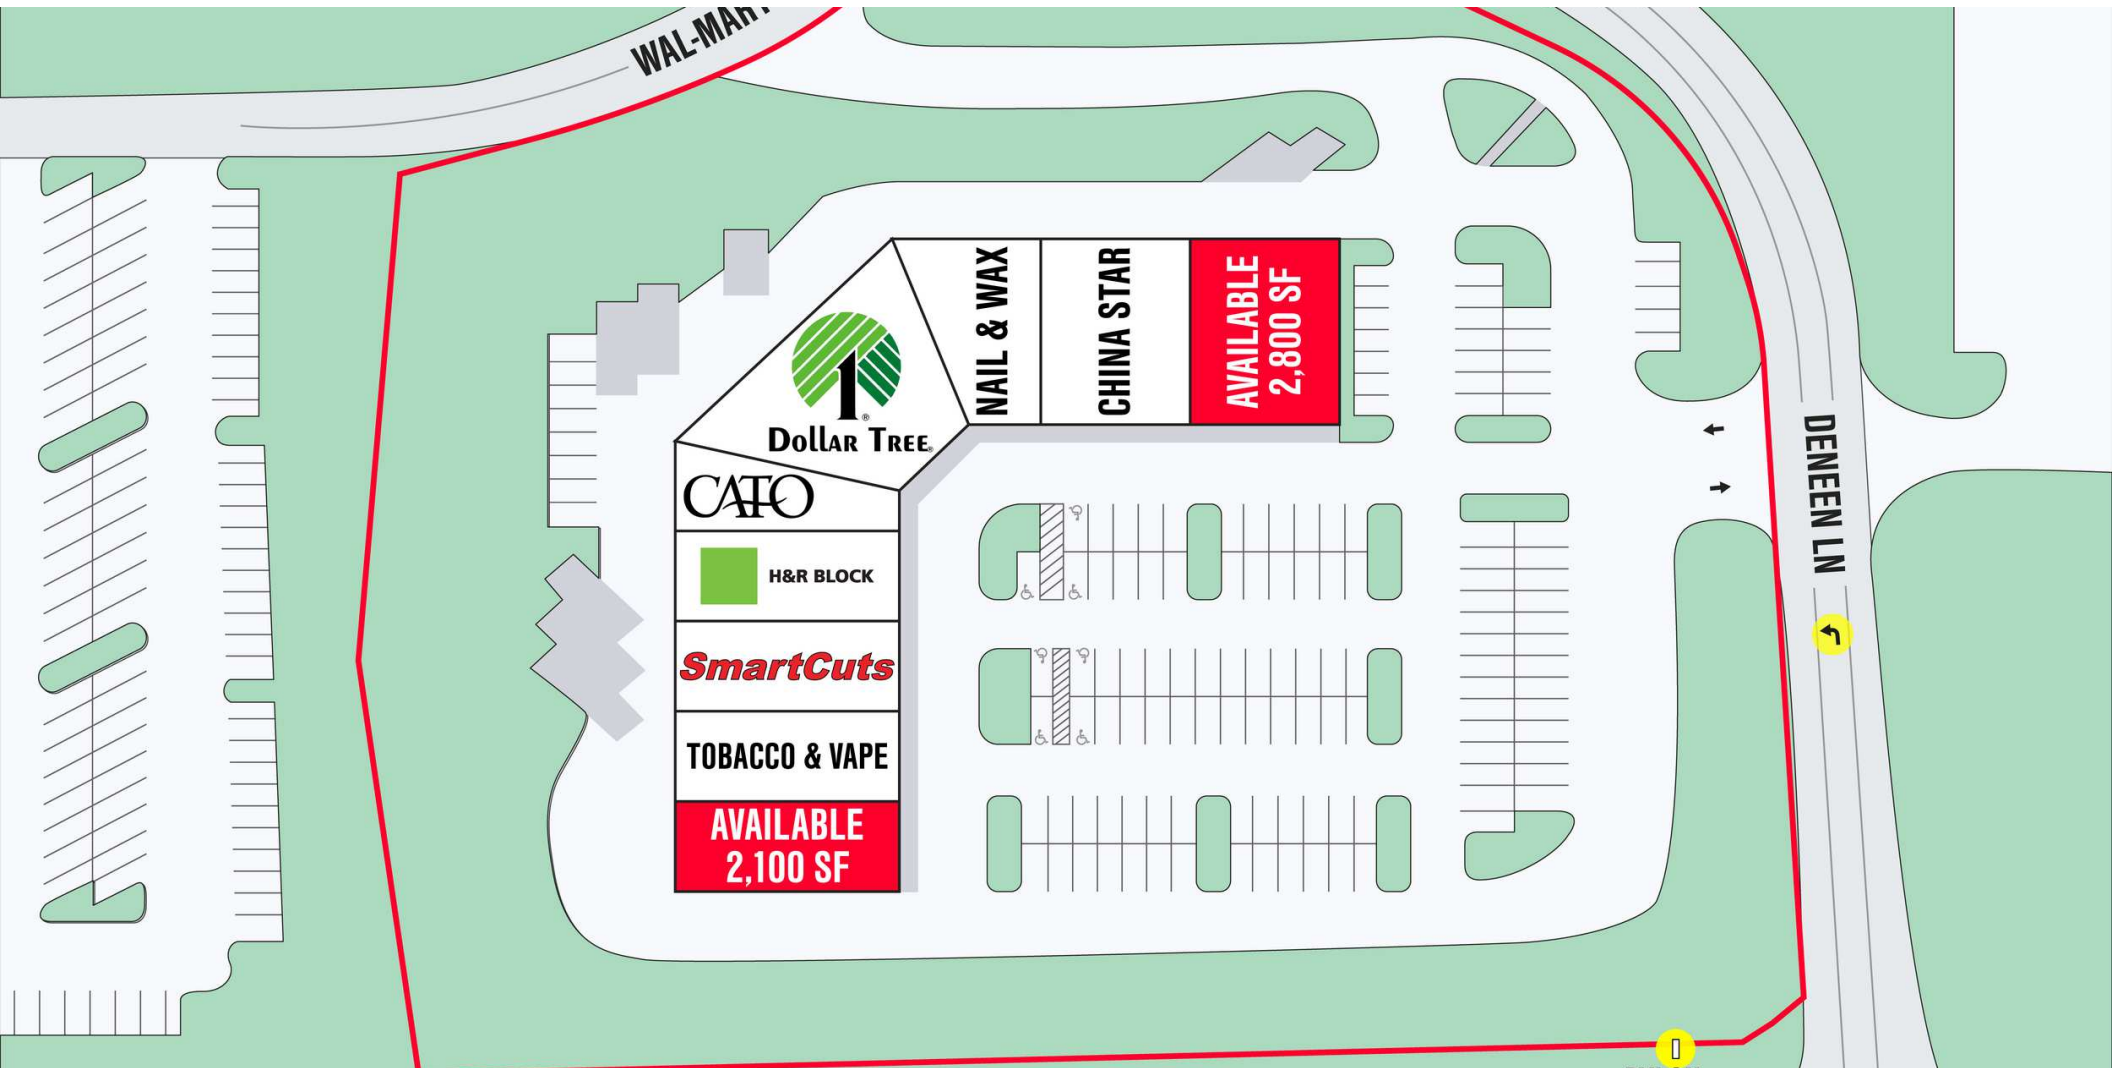 WAL-MART
NAIL & WAX
CHINA STAR
AVAILABLE
2,800 SF
1
®
DOLLAR TREE®
CATO
H&R BLOCK
SmartCuts
TOBACCO & VAPE
AVAILABLE
2,100 SF
DENEEN LN